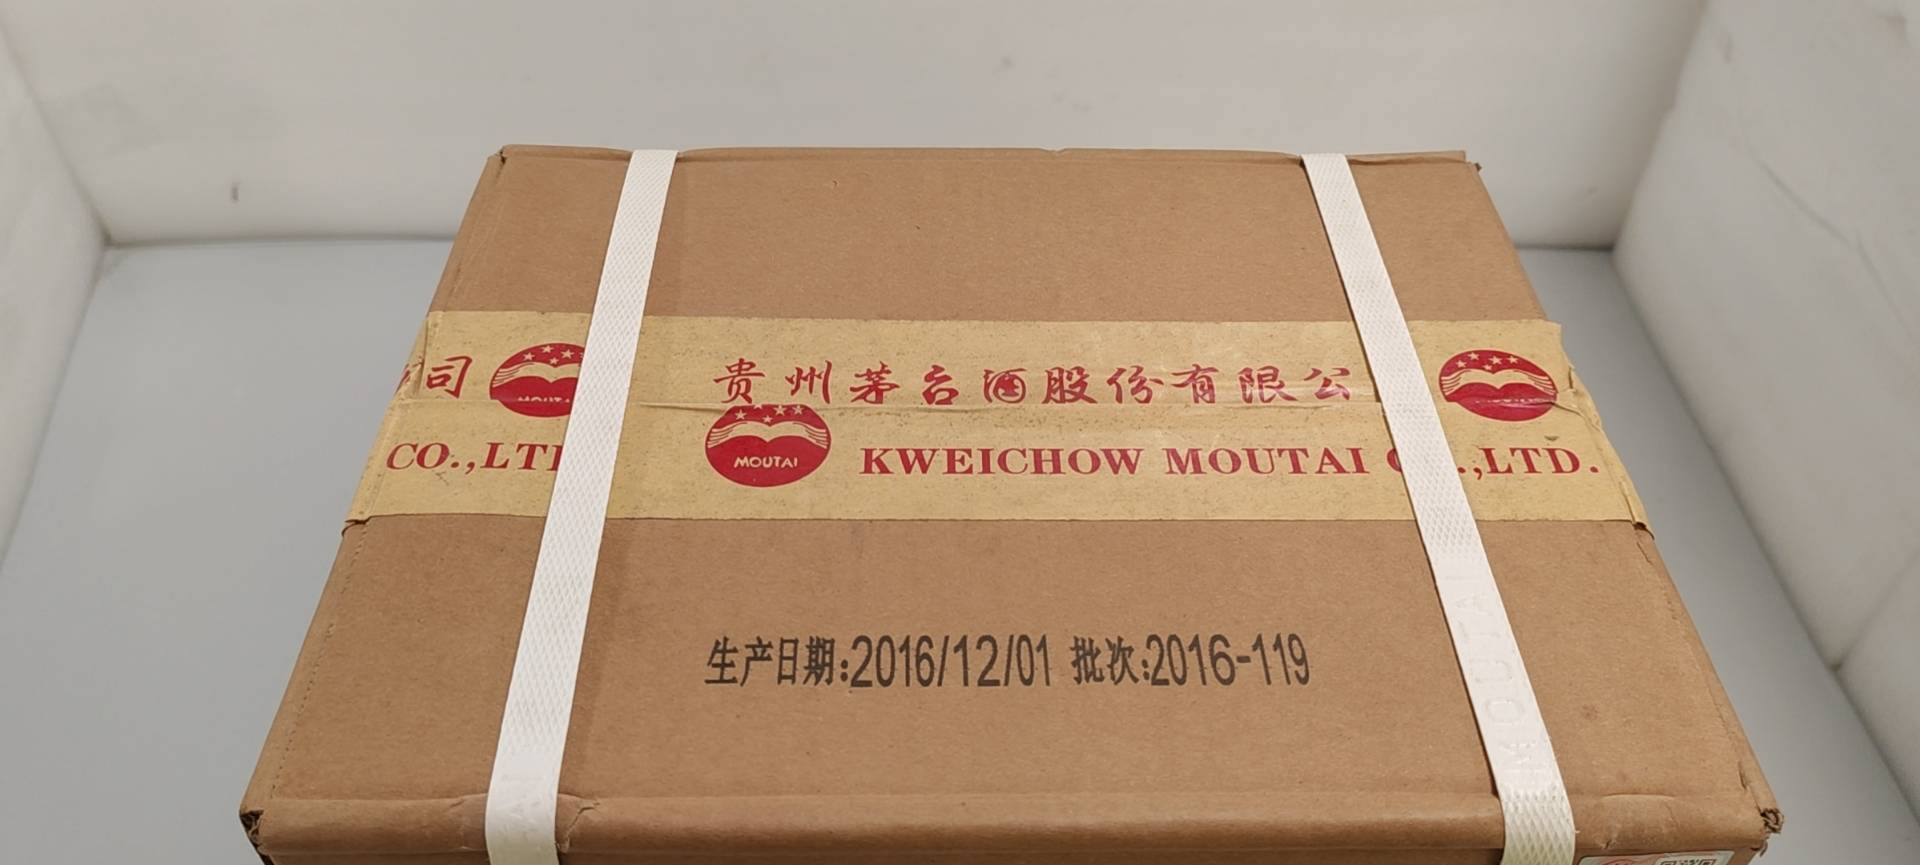 司
贵州茅台酒股份有限公
MOUTAI
CO.,LT
MOUTAI
KWEICHOW MOUTAI C .,LTD.
生产日期:2016/12/01 批次:2016-119
MOUTAI